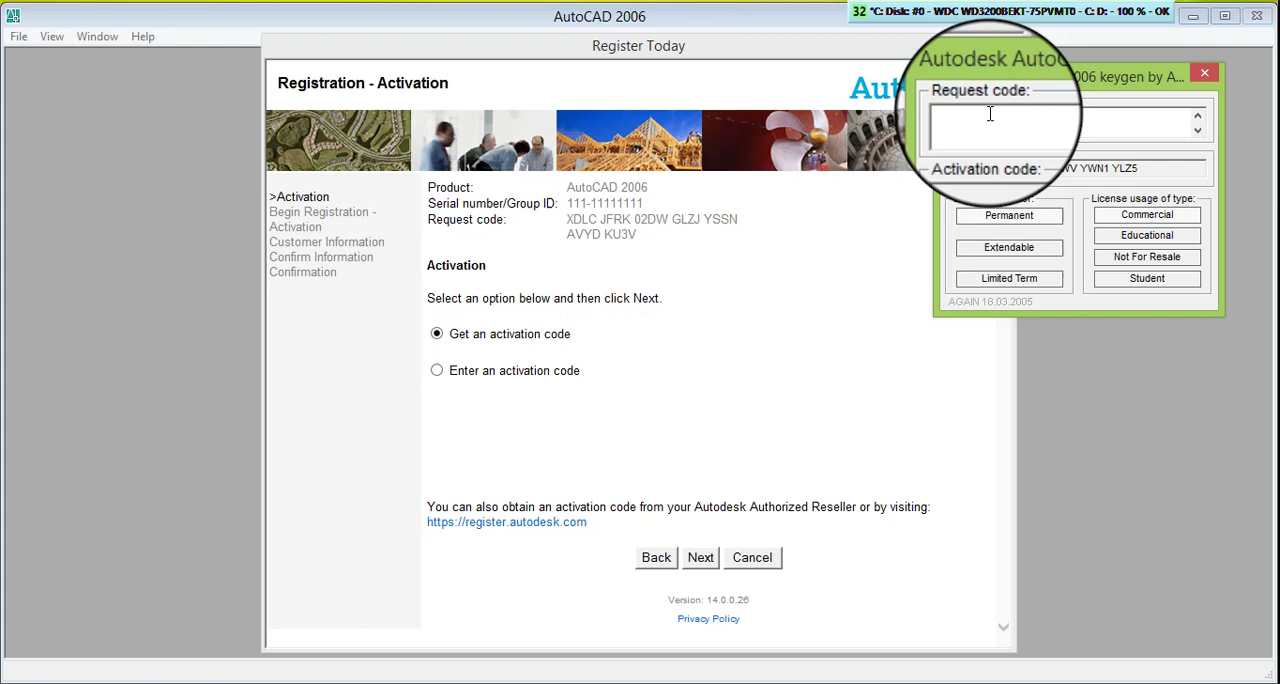 AutoCAD 2006
32 °C: Disk: #0 - WDC WD3200BEKT-75PVMT0 - C: D: - 100 % - OK
File View Window Help
Register Today
Registration - Activation
>Activation
Begin Registration -
Activation
Customer Information
Confirm Information
Confirmation
Product: AutoCAD 2006
Serial number/Group ID: 111-11111111
Request code: XDLC JFRK 02DW GLZJ YSSN
AVYD KU3V
Activation
Select an option below and then click Next.
Get an activation code
Enter an activation code
You can also obtain an activation code from your Autodesk Authorized Reseller or by visiting:
https://register.autodesk.com
Back Next Cancel
Version: 14.0.0.26
Privacy Policy
Autodesk AutoC 006 keygen by A...
Request code:
Activation code: YWN1 YLZ5
License usage of type:
Permanent
Extendable
Limited Term
Commercial
Educational
Not For Resale
Student
AGAIN 18.03.2005